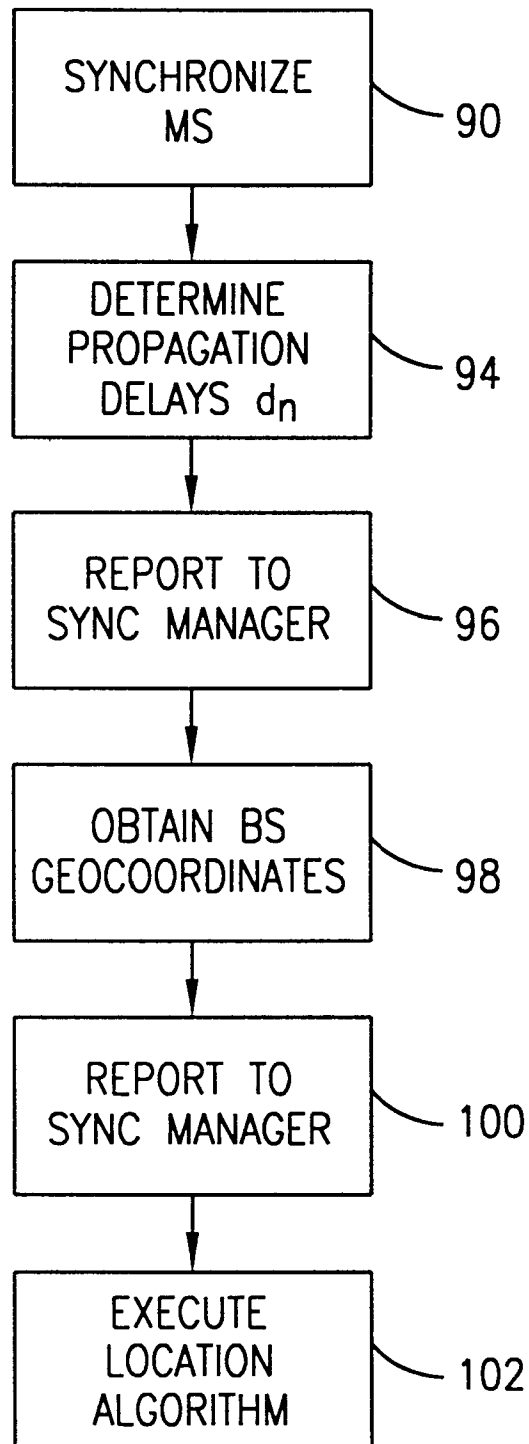 SYNCHRONIZE
MS
90
DETERMINE
PROPAGATION
DELAYS dn
94
REPORT TO
SYNC MANAGER
96
OBTAIN BS
GEOCOORDINATES
98
REPORT TO
SYNC MANAGER
100
EXECUTE
LOCATION
ALGORITHM
102